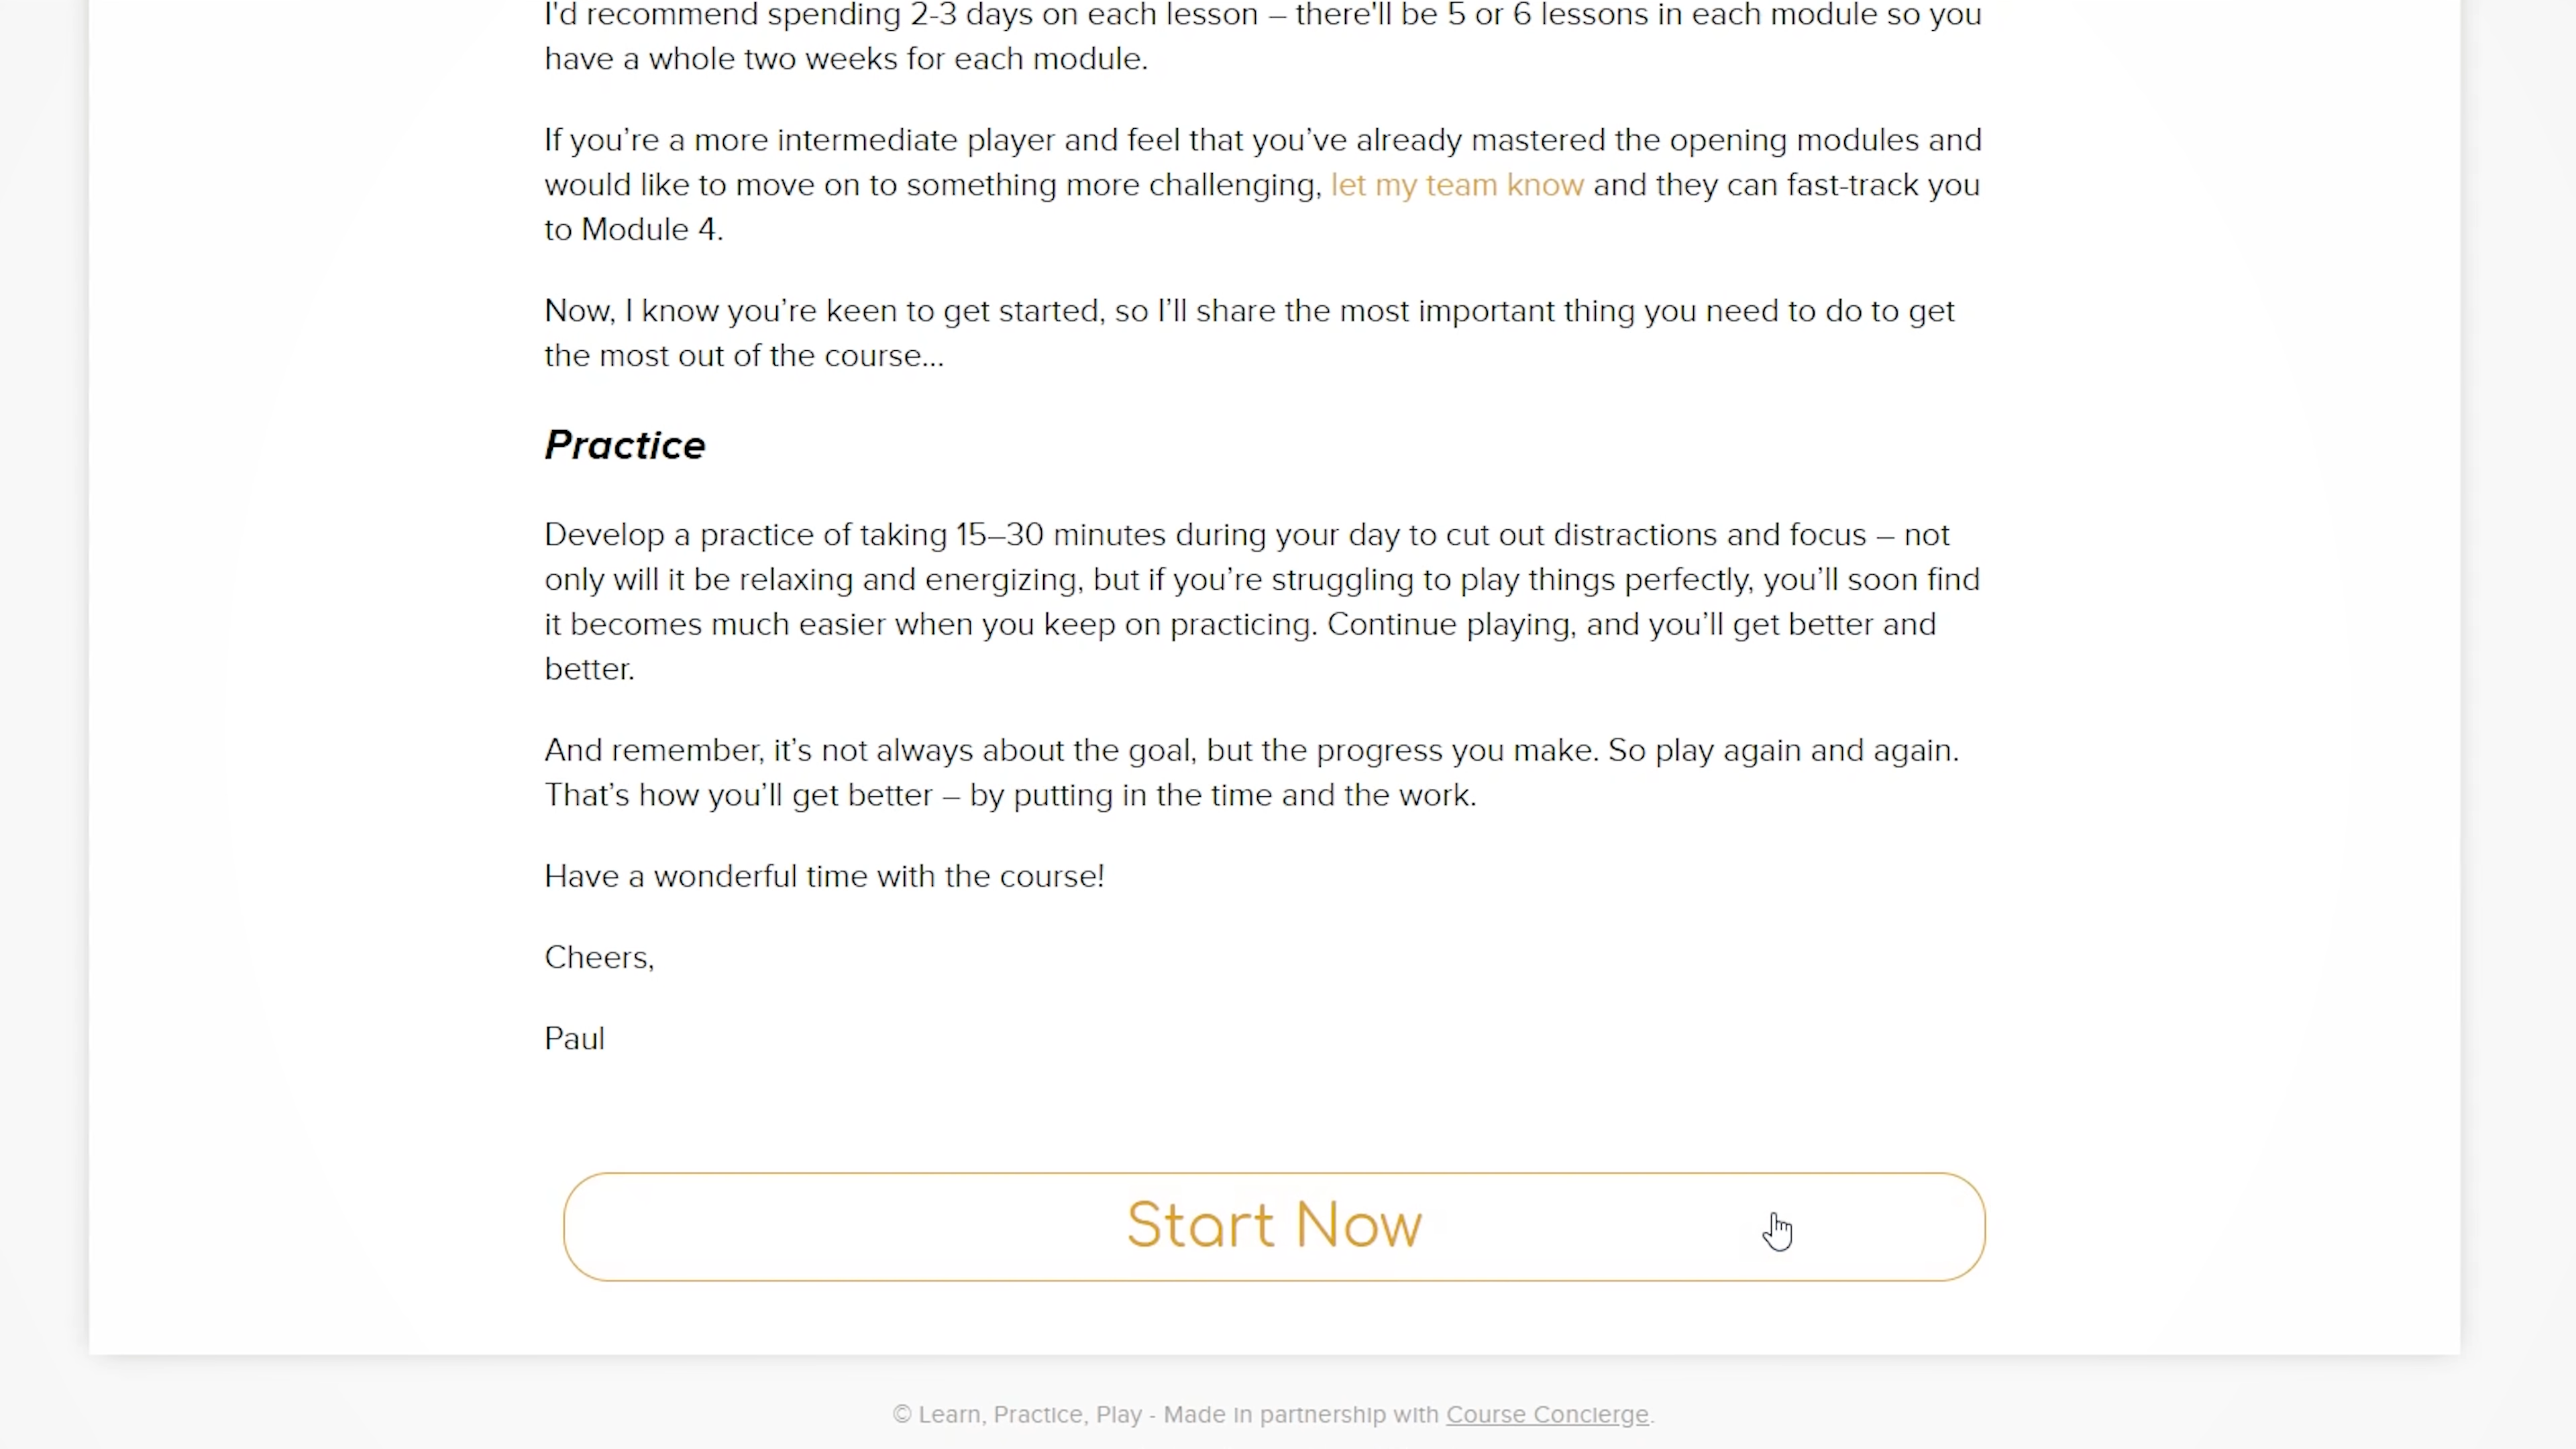 I'd recommend spending 2-3 days on each lesson – there'll be 5 or 6 lessons in each module so you
have a whole two weeks for each module.
If you’re a more intermediate player and feel that you’ve already mastered the opening modules and
would like to move on to something more challenging, let my team know and they can fast-track you
to Module 4.
Now, I know you’re keen to get started, so I’ll share the most important thing you need to do to get
the most out of the course...
Practice
Develop a practice of taking 15–30 minutes during your day to cut out distractions and focus – not
only will it be relaxing and energizing, but if you’re struggling to play things perfectly, you’ll soon find
it becomes much easier when you keep on practicing. Continue playing, and you’ll get better and
better.
And remember, it’s not always about the goal, but the progress you make. So play again and again.
That’s how you’ll get better – by putting in the time and the work.
Have a wonderful time with the course!
Cheers,
Paul
Start Now
© Learn, Practice, Play - Made in partnership with Course Concierge.